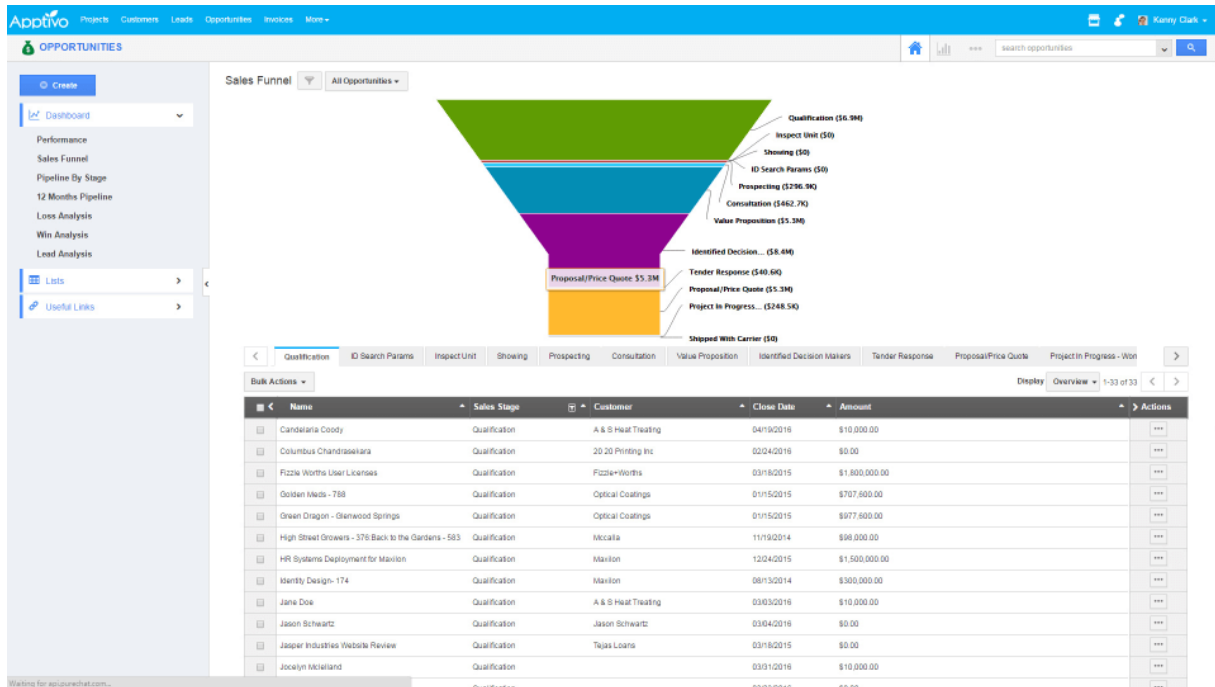 Apptivo Projects Customers Leads Opportunities Invoices More Kenny Clark
OPPORTUNITIES search opportunities
Create
Dashboard
Performance
Sales Funnel
Pipeline By Stage
12 Months Pipeline
Loss Analysis
Win Analysis
Lead Analysis
Lists
Useful Links
Sales Funnel All Opportunities
Qualification ($6.9M)
Inspect Unit ($0)
Showing ($0)
ID Search Params ($0)
Prospecting ($296.9K)
Consultation ($462.7K)
Value Proposition ($5.3M)
Identified Decision... ($8.4M)
Tender Response ($40.6K)
Proposal/Price Quote $5.3M
Proposal/Price Quote ($5.3M)
Project In Progress... ($248.5K)
Shipped With Carrier ($0)
Qualification ID Search Params Inspect Unit Showing Prospecting Consultation Value Proposition Identified Decision Makers Tender Response Proposal/Price Quote Project In Progress - Won
Bulk Actions Display Overview 1-33 of 33
Name Sales Stage Customer Close Date Amount Actions
Candelaria Coody Qualification A & S Heat Treating 04/19/2016 $10,000.00
Columbus Chandrasekara Qualification 20 20 Printing Inc 02/24/2016 $0.00
Fizzle Worths User Licenses Qualification Fizzle+Worths 03/18/2015 $1,800,000.00
Golden Meds - 788 Qualification Optical Coatings 01/15/2015 $707,600.00
Green Dragon - Glenwood Springs Qualification Optical Coatings 01/15/2015 $977,600.00
High Street Growers - 376 Back to the Gardens - 583 Qualification Mccalla 11/19/2014 $98,000.00
HR Systems Deployment for Maxilon Qualification Maxilon 12/24/2015 $1,500,000.00
Identity Design- 174 Qualification Maxilon 08/13/2014 $300,000.00
Jane Doe Qualification A & S Heat Treating 03/03/2016 $10,000.00
Jason Schwartz Qualification Jason Schwartz 03/04/2016 $0.00
Jasper Industries Website Review Qualification Tejas Loans 03/18/2015 $0.00
Jocelyn Mclelland Qualification 03/31/2016 $10,000.00
Waiting for api.purechat.com...